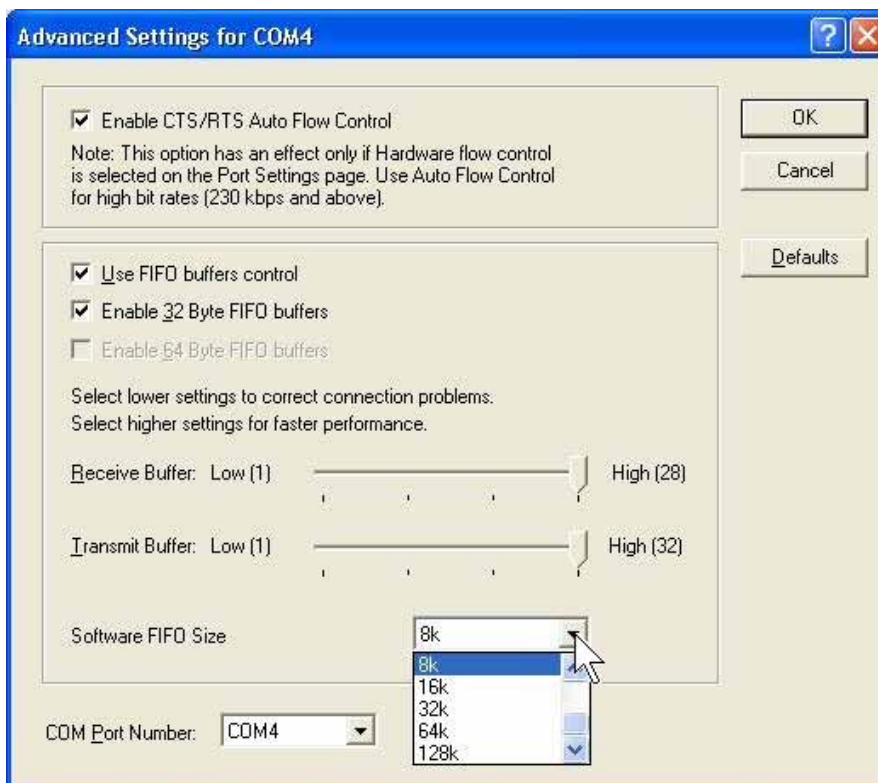 Advanced Settings for COM4
Enable CTS/RTS Auto Flow Control
Note: This option has an effect only if Hardware flow control
is selected on the Port Settings page. Use Auto Flow Control
for high bit rates (230 kbps and above).
OK
Cancel
Defaults
Use FIFO buffers control
Enable 32 Byte FIFO buffers
Enable 64 Byte FIFO buffers
Select lower settings to correct connection problems.
Select higher settings for faster performance.
Receive Buffer: Low (1) High (28)
Transmit Buffer: Low (1) High (32)
Software FIFO Size 8k
8k
16k
32k
64k
128k
COM Port Number: COM4